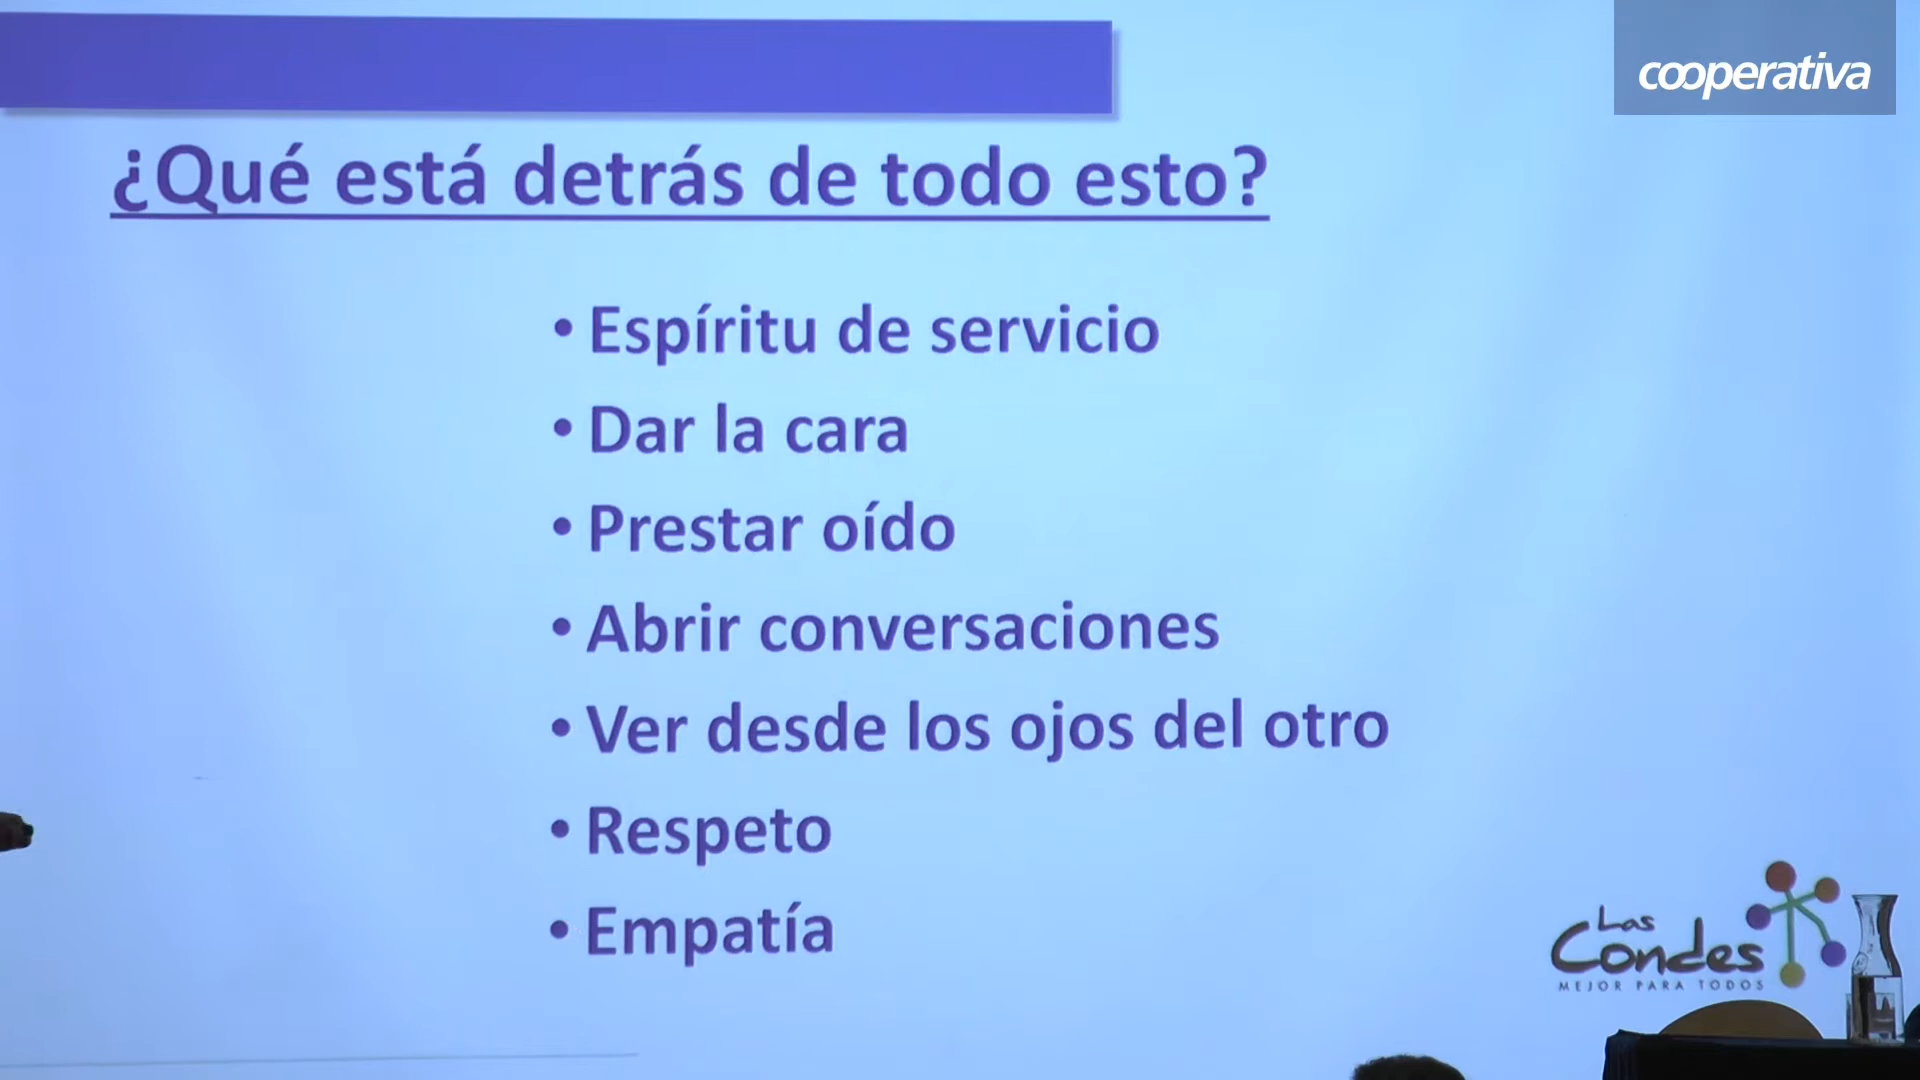 cooperativa
¿Qué está detrás de todo esto?
• Espíritu de servicio
• Dar la cara
• Prestar oído
• Abrir conversaciones
• Ver desde los ojos del otro
• Respeto
• Empatía
Las
Condes
MEJOR PARA TODOS